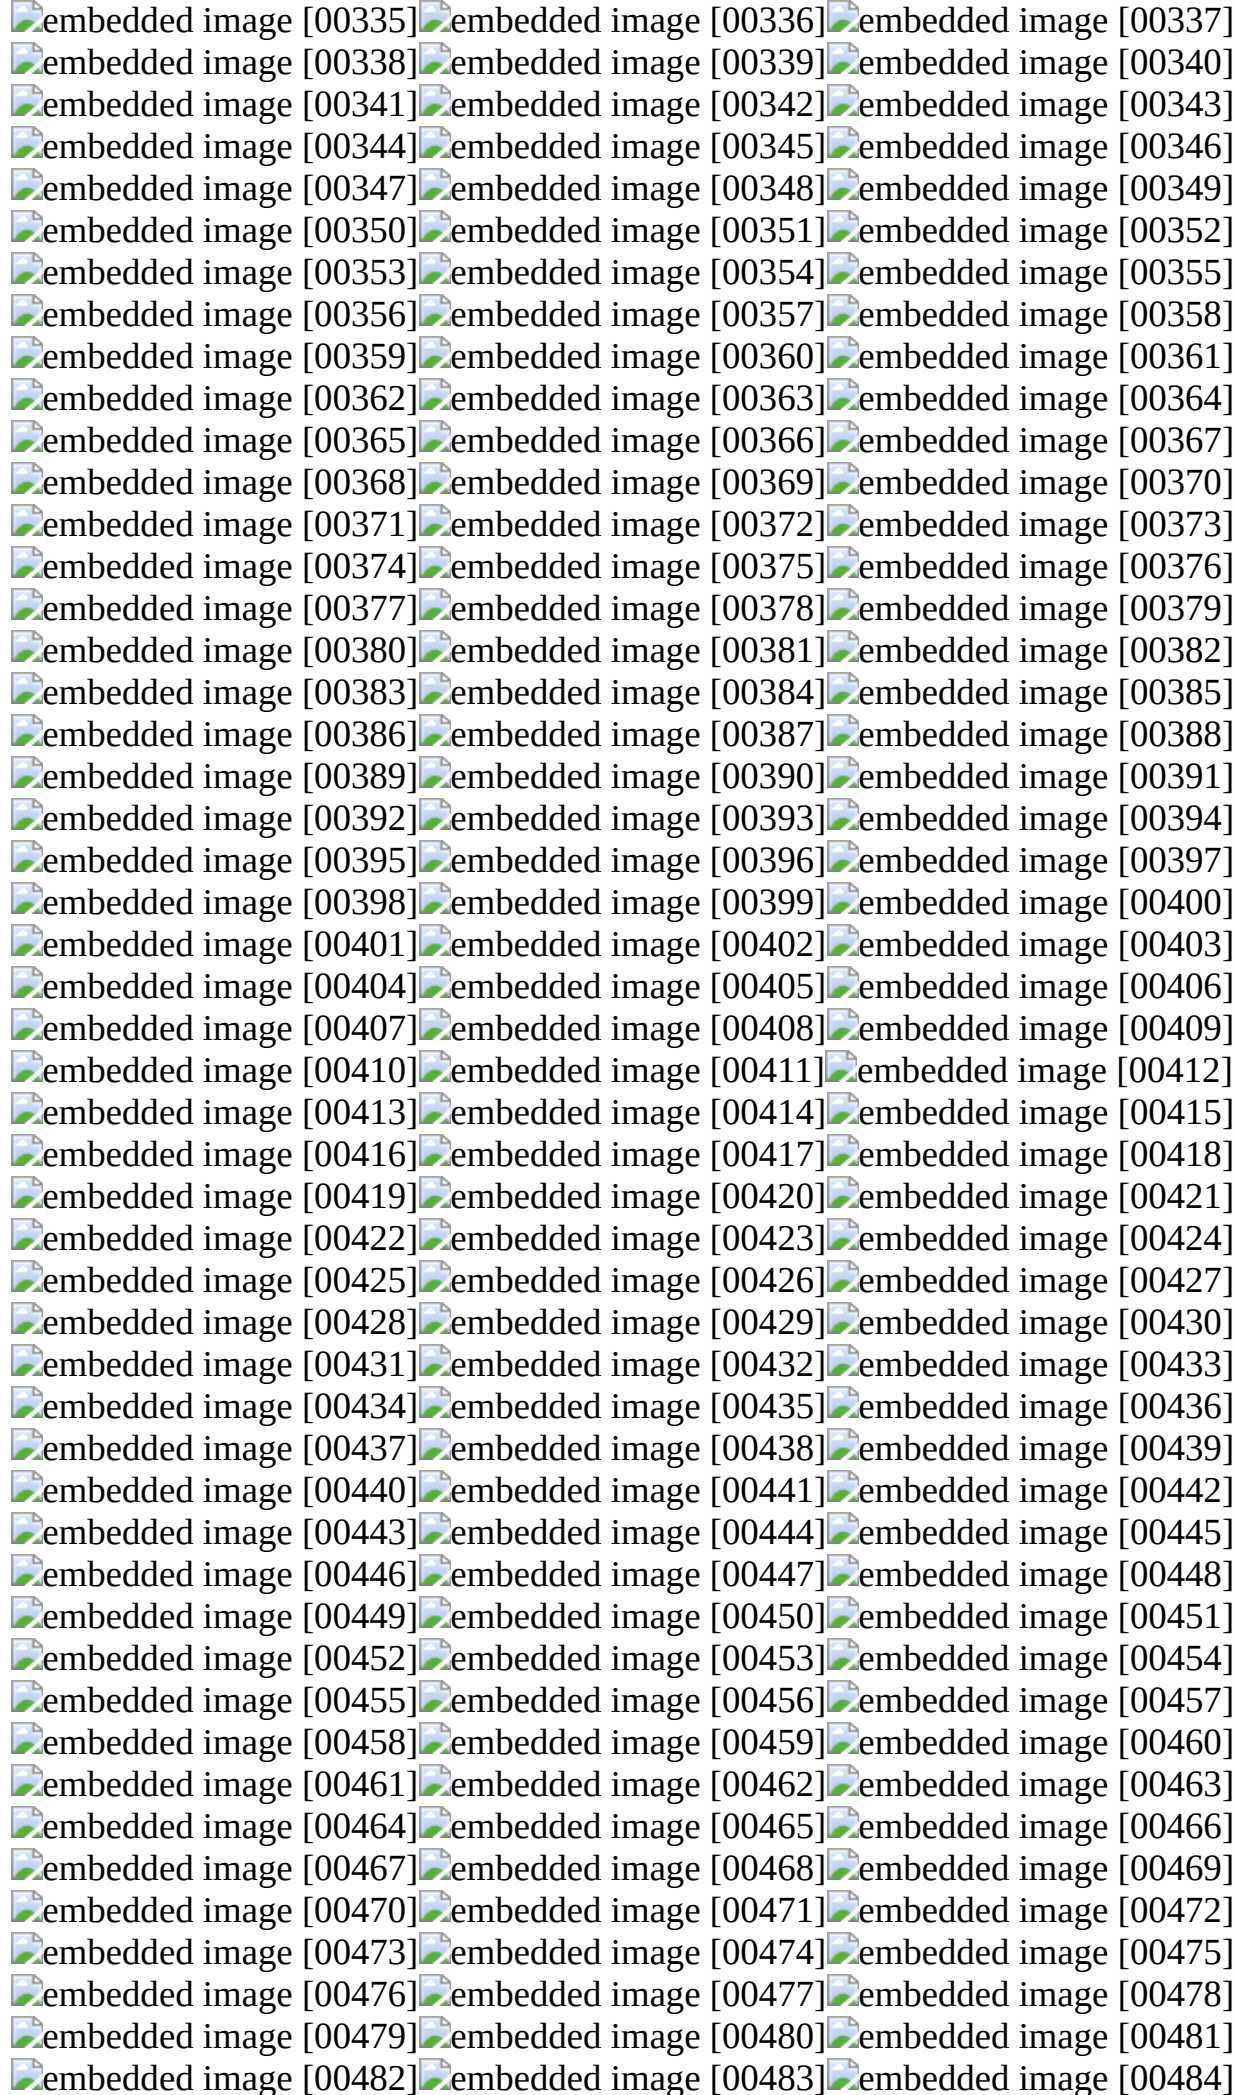 embedded image [00335]embedded image [00336]embedded image [00337]
embedded image [00338]embedded image [00339]embedded image [00340]
embedded image [00341]embedded image [00342]embedded image [00343]
embedded image [00344]embedded image [00345]embedded image [00346]
embedded image [00347]embedded image [00348]embedded image [00349]
embedded image [00350]embedded image [00351]embedded image [00352]
embedded image [00353]embedded image [00354]embedded image [00355]
embedded image [00356]embedded image [00357]embedded image [00358]
embedded image [00359]embedded image [00360]embedded image [00361]
embedded image [00362]embedded image [00363]embedded image [00364]
embedded image [00365]embedded image [00366]embedded image [00367]
embedded image [00368]embedded image [00369]embedded image [00370]
embedded image [00371]embedded image [00372]embedded image [00373]
embedded image [00374]embedded image [00375]embedded image [00376]
embedded image [00377]embedded image [00378]embedded image [00379]
embedded image [00380]embedded image [00381]embedded image [00382]
embedded image [00383]embedded image [00384]embedded image [00385]
embedded image [00386]embedded image [00387]embedded image [00388]
embedded image [00389]embedded image [00390]embedded image [00391]
embedded image [00392]embedded image [00393]embedded image [00394]
embedded image [00395]embedded image [00396]embedded image [00397]
embedded image [00398]embedded image [00399]embedded image [00400]
embedded image [00401]embedded image [00402]embedded image [00403]
embedded image [00404]embedded image [00405]embedded image [00406]
embedded image [00407]embedded image [00408]embedded image [00409]
embedded image [00410]embedded image [00411]embedded image [00412]
embedded image [00413]embedded image [00414]embedded image [00415]
embedded image [00416]embedded image [00417]embedded image [00418]
embedded image [00419]embedded image [00420]embedded image [00421]
embedded image [00422]embedded image [00423]embedded image [00424]
embedded image [00425]embedded image [00426]embedded image [00427]
embedded image [00428]embedded image [00429]embedded image [00430]
embedded image [00431]embedded image [00432]embedded image [00433]
embedded image [00434]embedded image [00435]embedded image [00436]
embedded image [00437]embedded image [00438]embedded image [00439]
embedded image [00440]embedded image [00441]embedded image [00442]
embedded image [00443]embedded image [00444]embedded image [00445]
embedded image [00446]embedded image [00447]embedded image [00448]
embedded image [00449]embedded image [00450]embedded image [00451]
embedded image [00452]embedded image [00453]embedded image [00454]
embedded image [00455]embedded image [00456]embedded image [00457]
embedded image [00458]embedded image [00459]embedded image [00460]
embedded image [00461]embedded image [00462]embedded image [00463]
embedded image [00464]embedded image [00465]embedded image [00466]
embedded image [00467]embedded image [00468]embedded image [00469]
embedded image [00470]embedded image [00471]embedded image [00472]
embedded image [00473]embedded image [00474]embedded image [00475]
embedded image [00476]embedded image [00477]embedded image [00478]
embedded image [00479]embedded image [00480]embedded image [00481]
embedded image [00482]embedded image [00483]embedded image [00484]